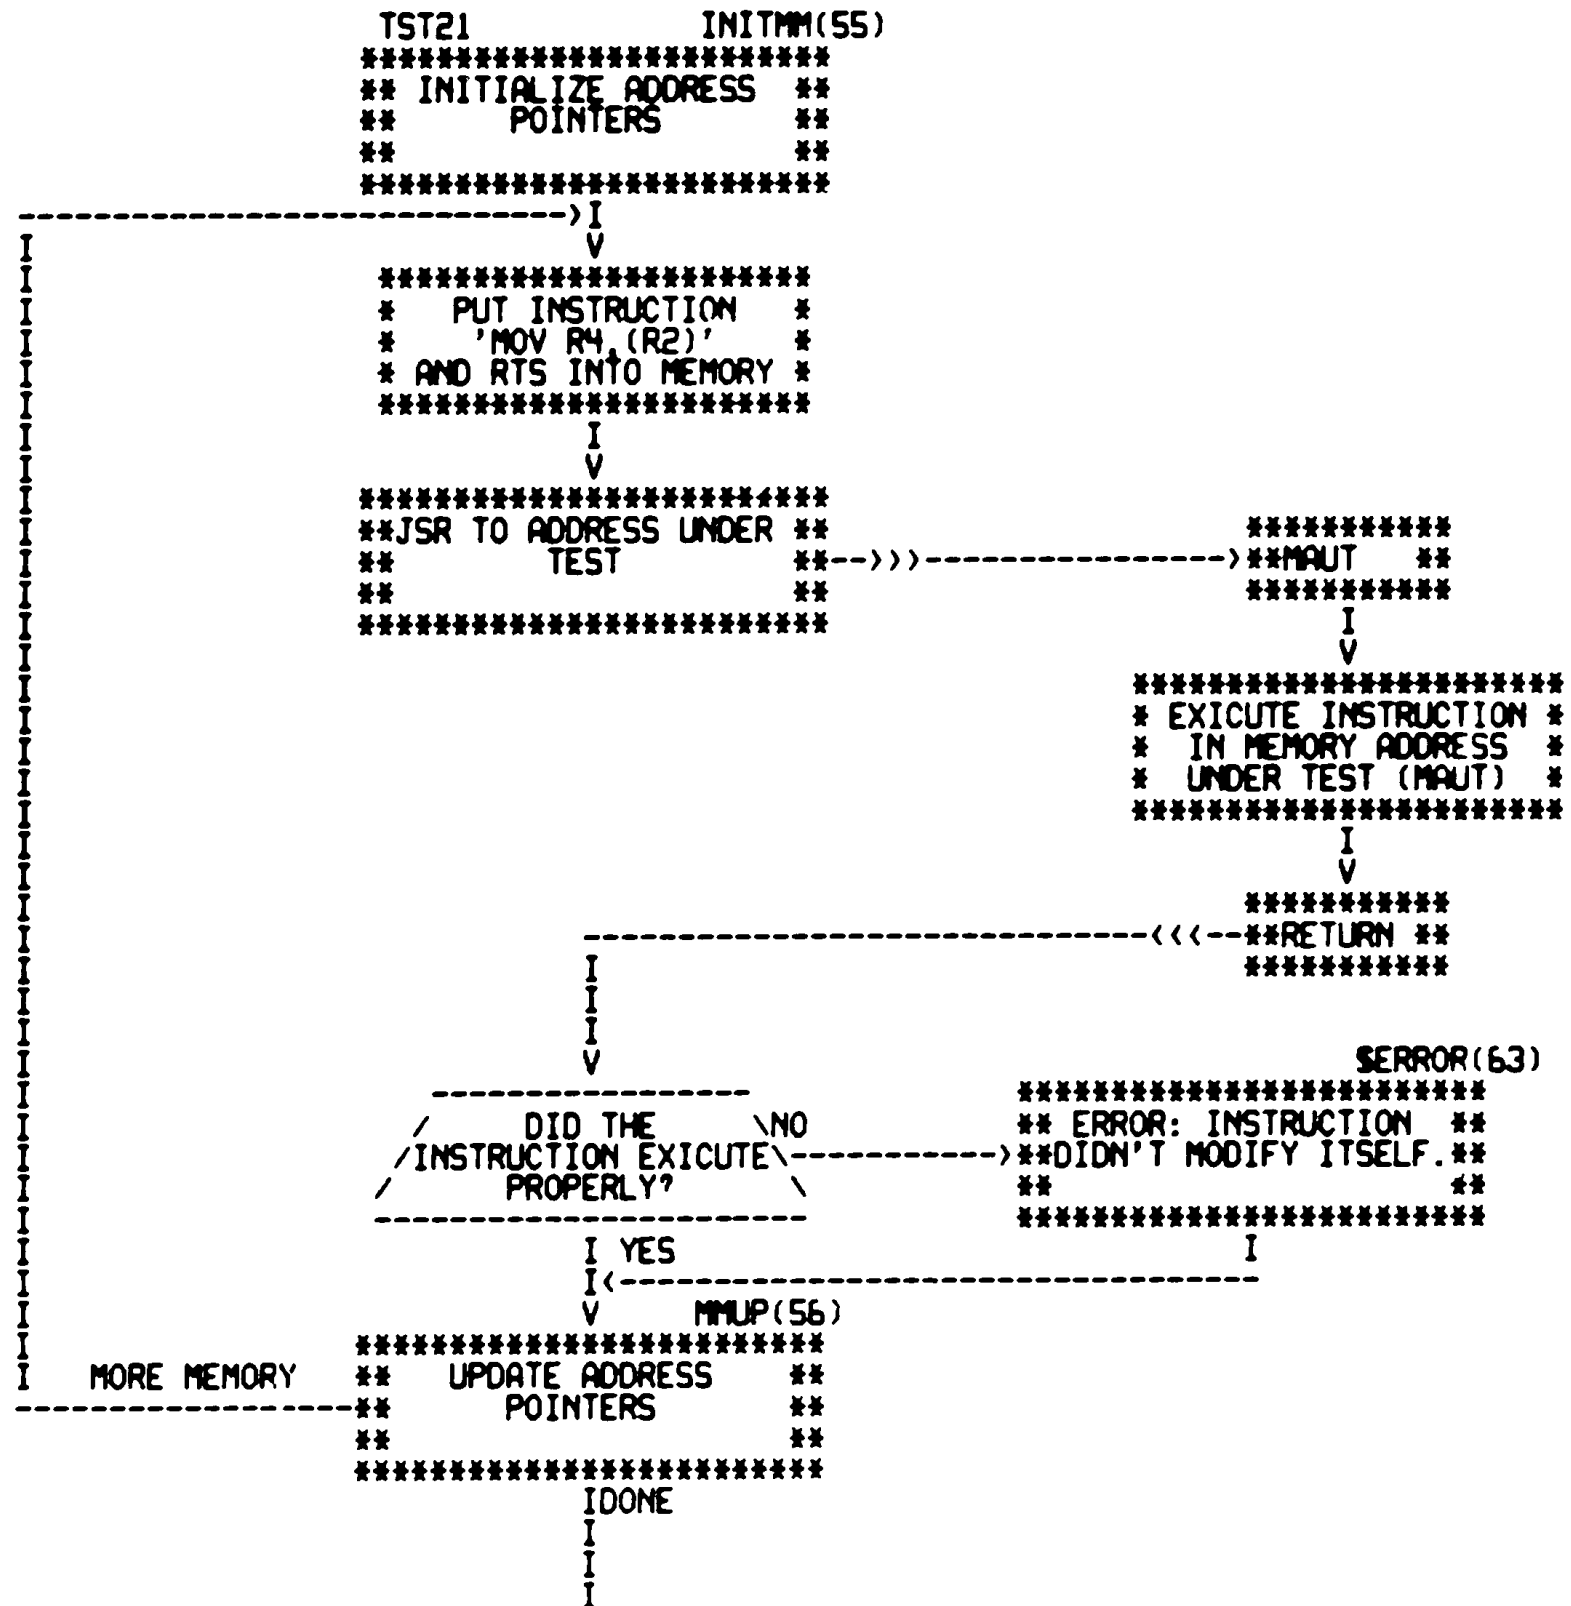 TST21 INITMM(55)
************************* 
** INITIALIZE ADDRESS **
** POINTERS **
** **
*************************
------------------------------>I
V
***********************
* PUT INSTRUCTION *
* 'MOV R4,(R2)' *
* AND RTS INTO MEMORY *
***********************
I
V
*************************
**JSR TO ADDRESS UNDER **
** TEST **-->>>----------------->**MAUT **
** **
*************************
I
V
***********************
* EXICUTE INSTRUCTION *
* IN MEMORY ADDRESS *
* UNDER TEST (MAUT) *
***********************
I
V
***********
------------------------------<<<--**RETURN **
***********
I
I
I
V
$ERROR(63)
-----------------
/ DID THE \NO ** ERROR: INSTRUCTION **
/INSTRUCTION EXICUTE\------------>**DIDN'T MODIFY ITSELF.**
/ PROPERLY? \ ** **
-----------------------
I YES I
I<-----------------------------------
V MMUP(56)
*************************
I MORE MEMORY ** UPDATE ADDRESS **
------------------** POINTERS **
** **
*************************
IDONE
I
I
I